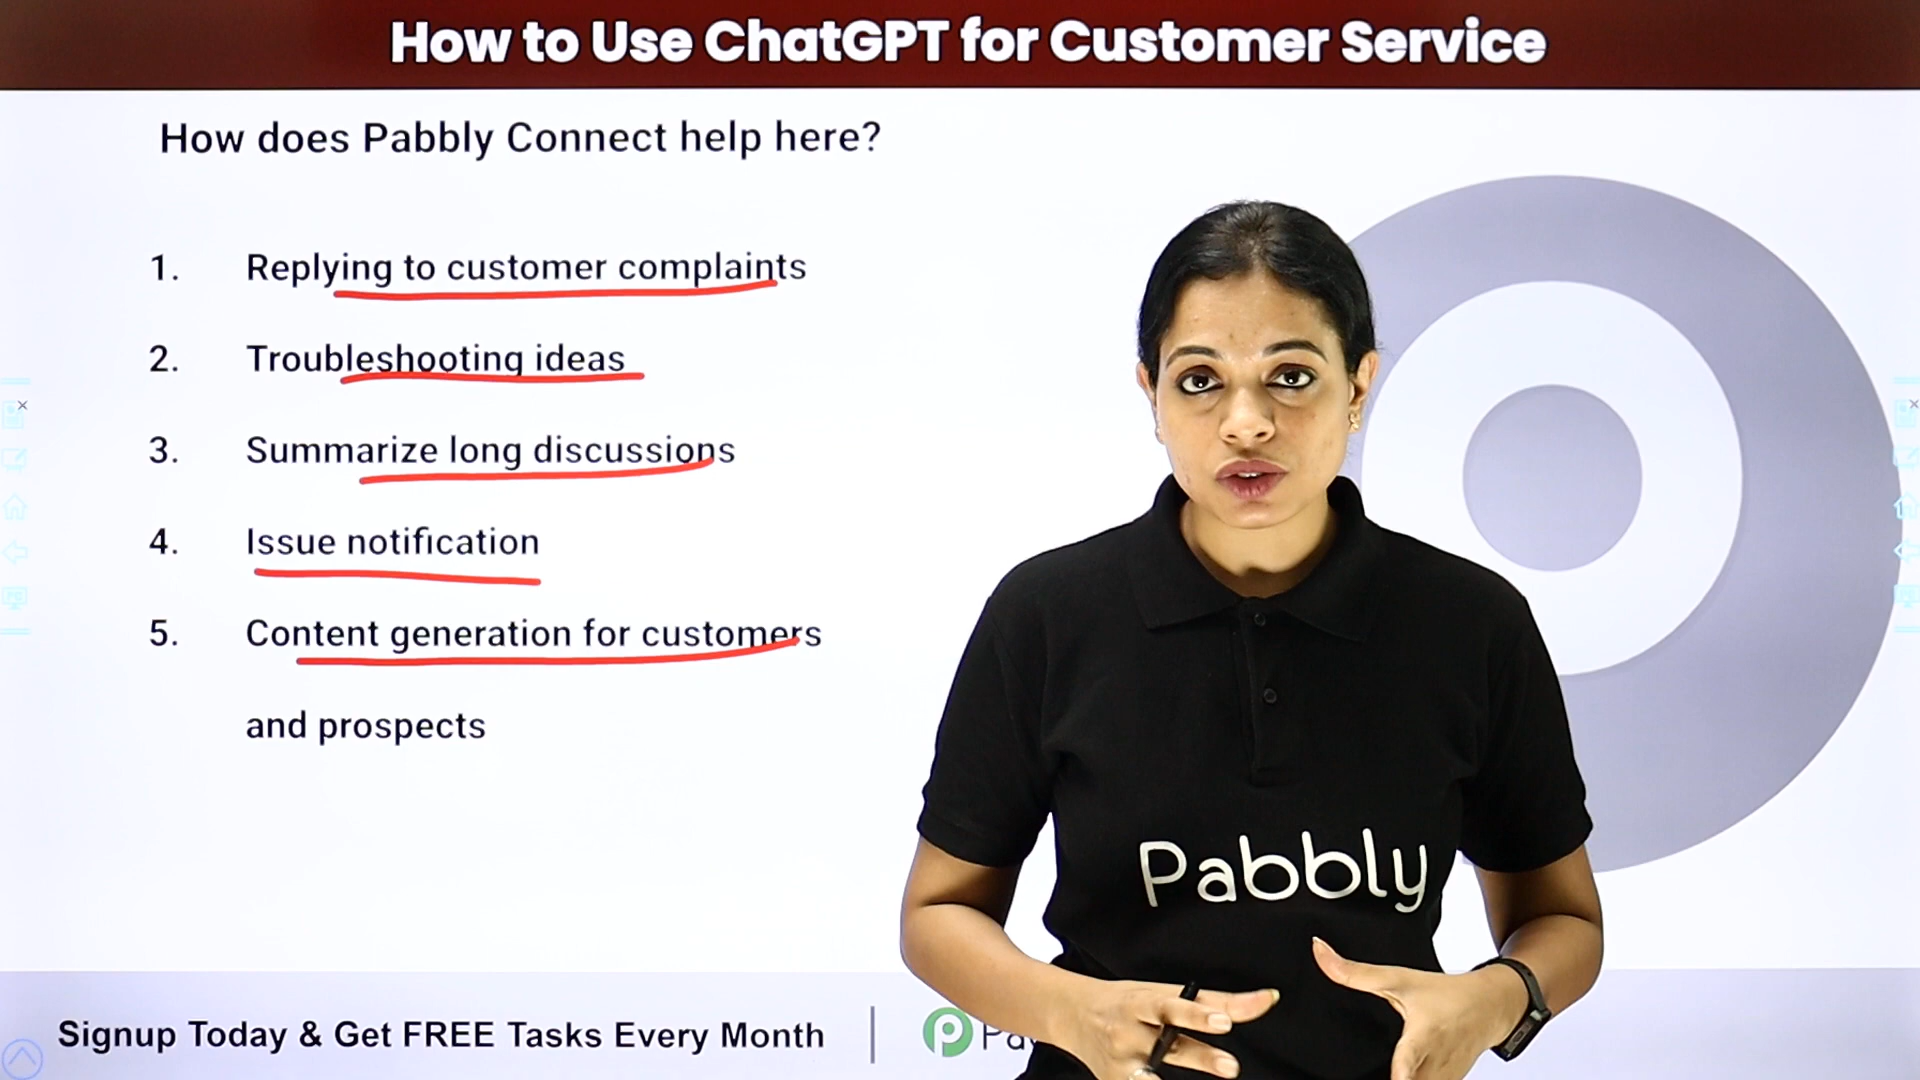 How to Use ChatGPT for Customer Service
How does Pabbly Connect help here?
1. Replying to customer complaints
2. Troubleshooting ideas
3. Summarize long discussions
4. Issue notification
5. Content generation for customers
and prospects
Pabbly
Signup Today & Get FREE Tasks Every Month